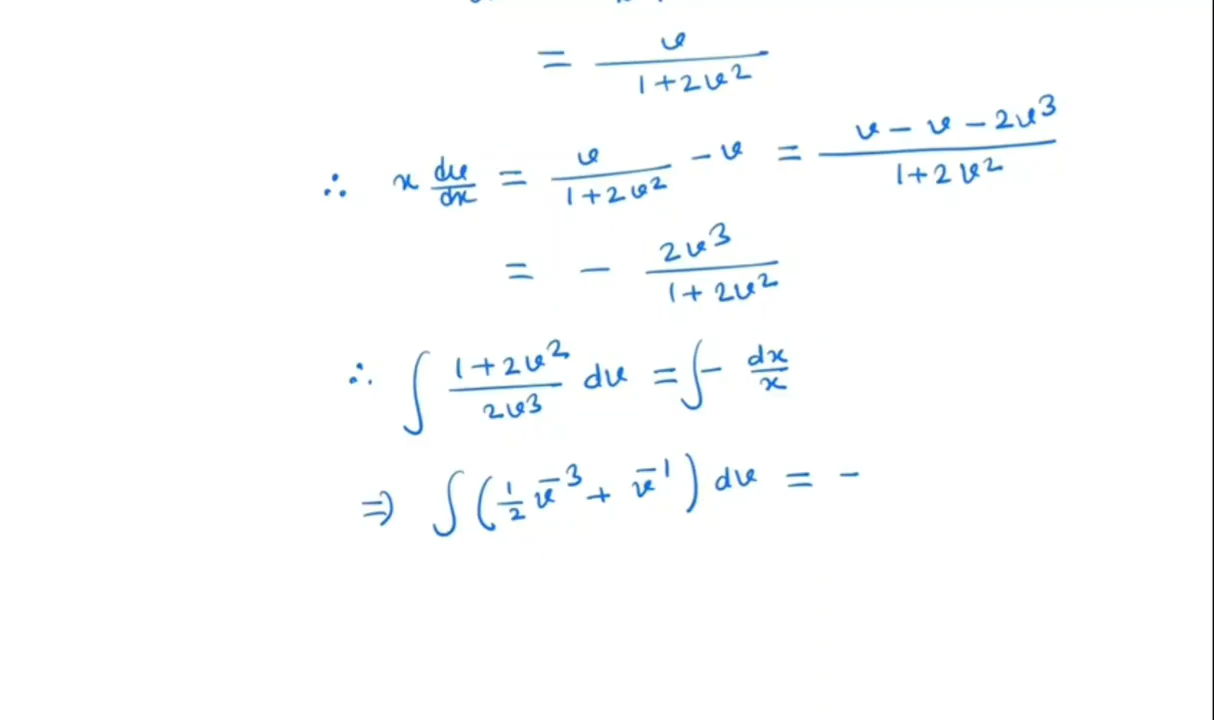 = v/(1+2v²)
∴ x dv/dx = v/(1+2v²) - v = (v - v - 2v³)/(1+2v²)
= - 2v³/(1+2v²)
∴ ∫ (1+2v²)/(2v³) dv = ∫ - dx/x
⇒ ∫ (1/2 v⁻³ + v⁻¹) dv = -